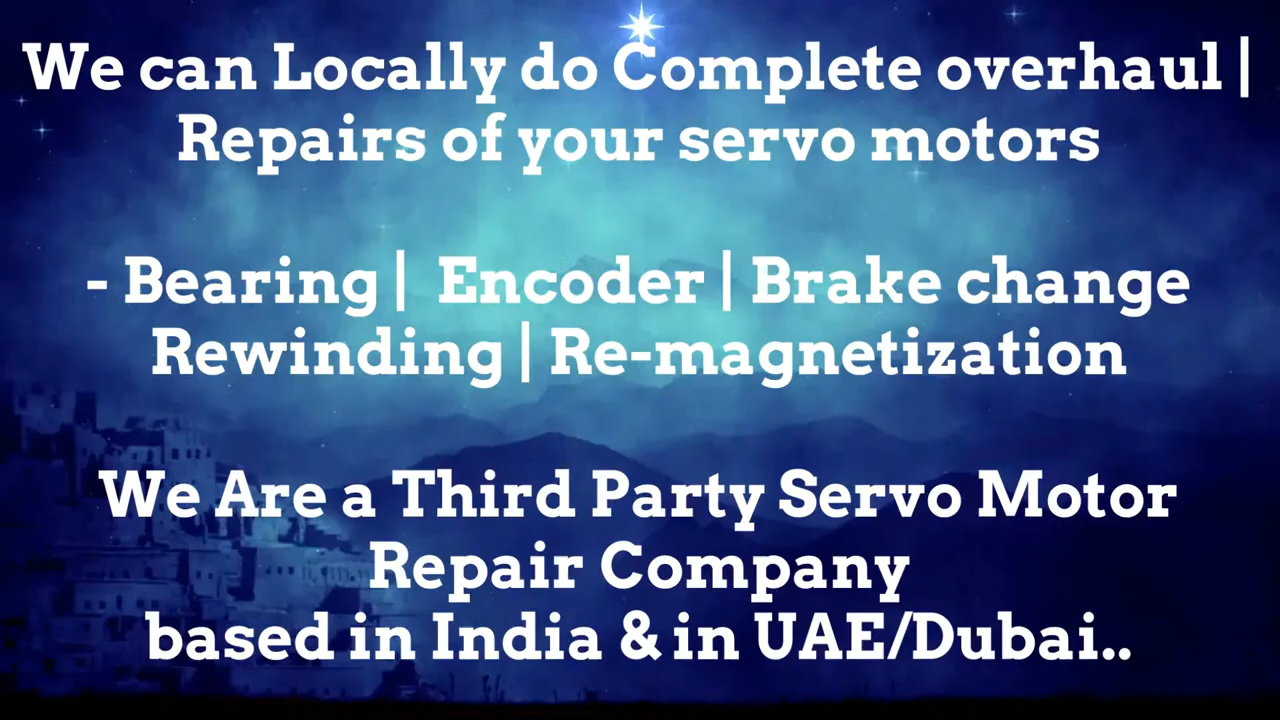 We can Locally do Complete overhaul |
Repairs of your servo motors
- Bearing | Encoder | Brake change
Rewinding | Re-magnetization
We Are a Third Party Servo Motor
Repair Company
based in India & in UAE/Dubai..